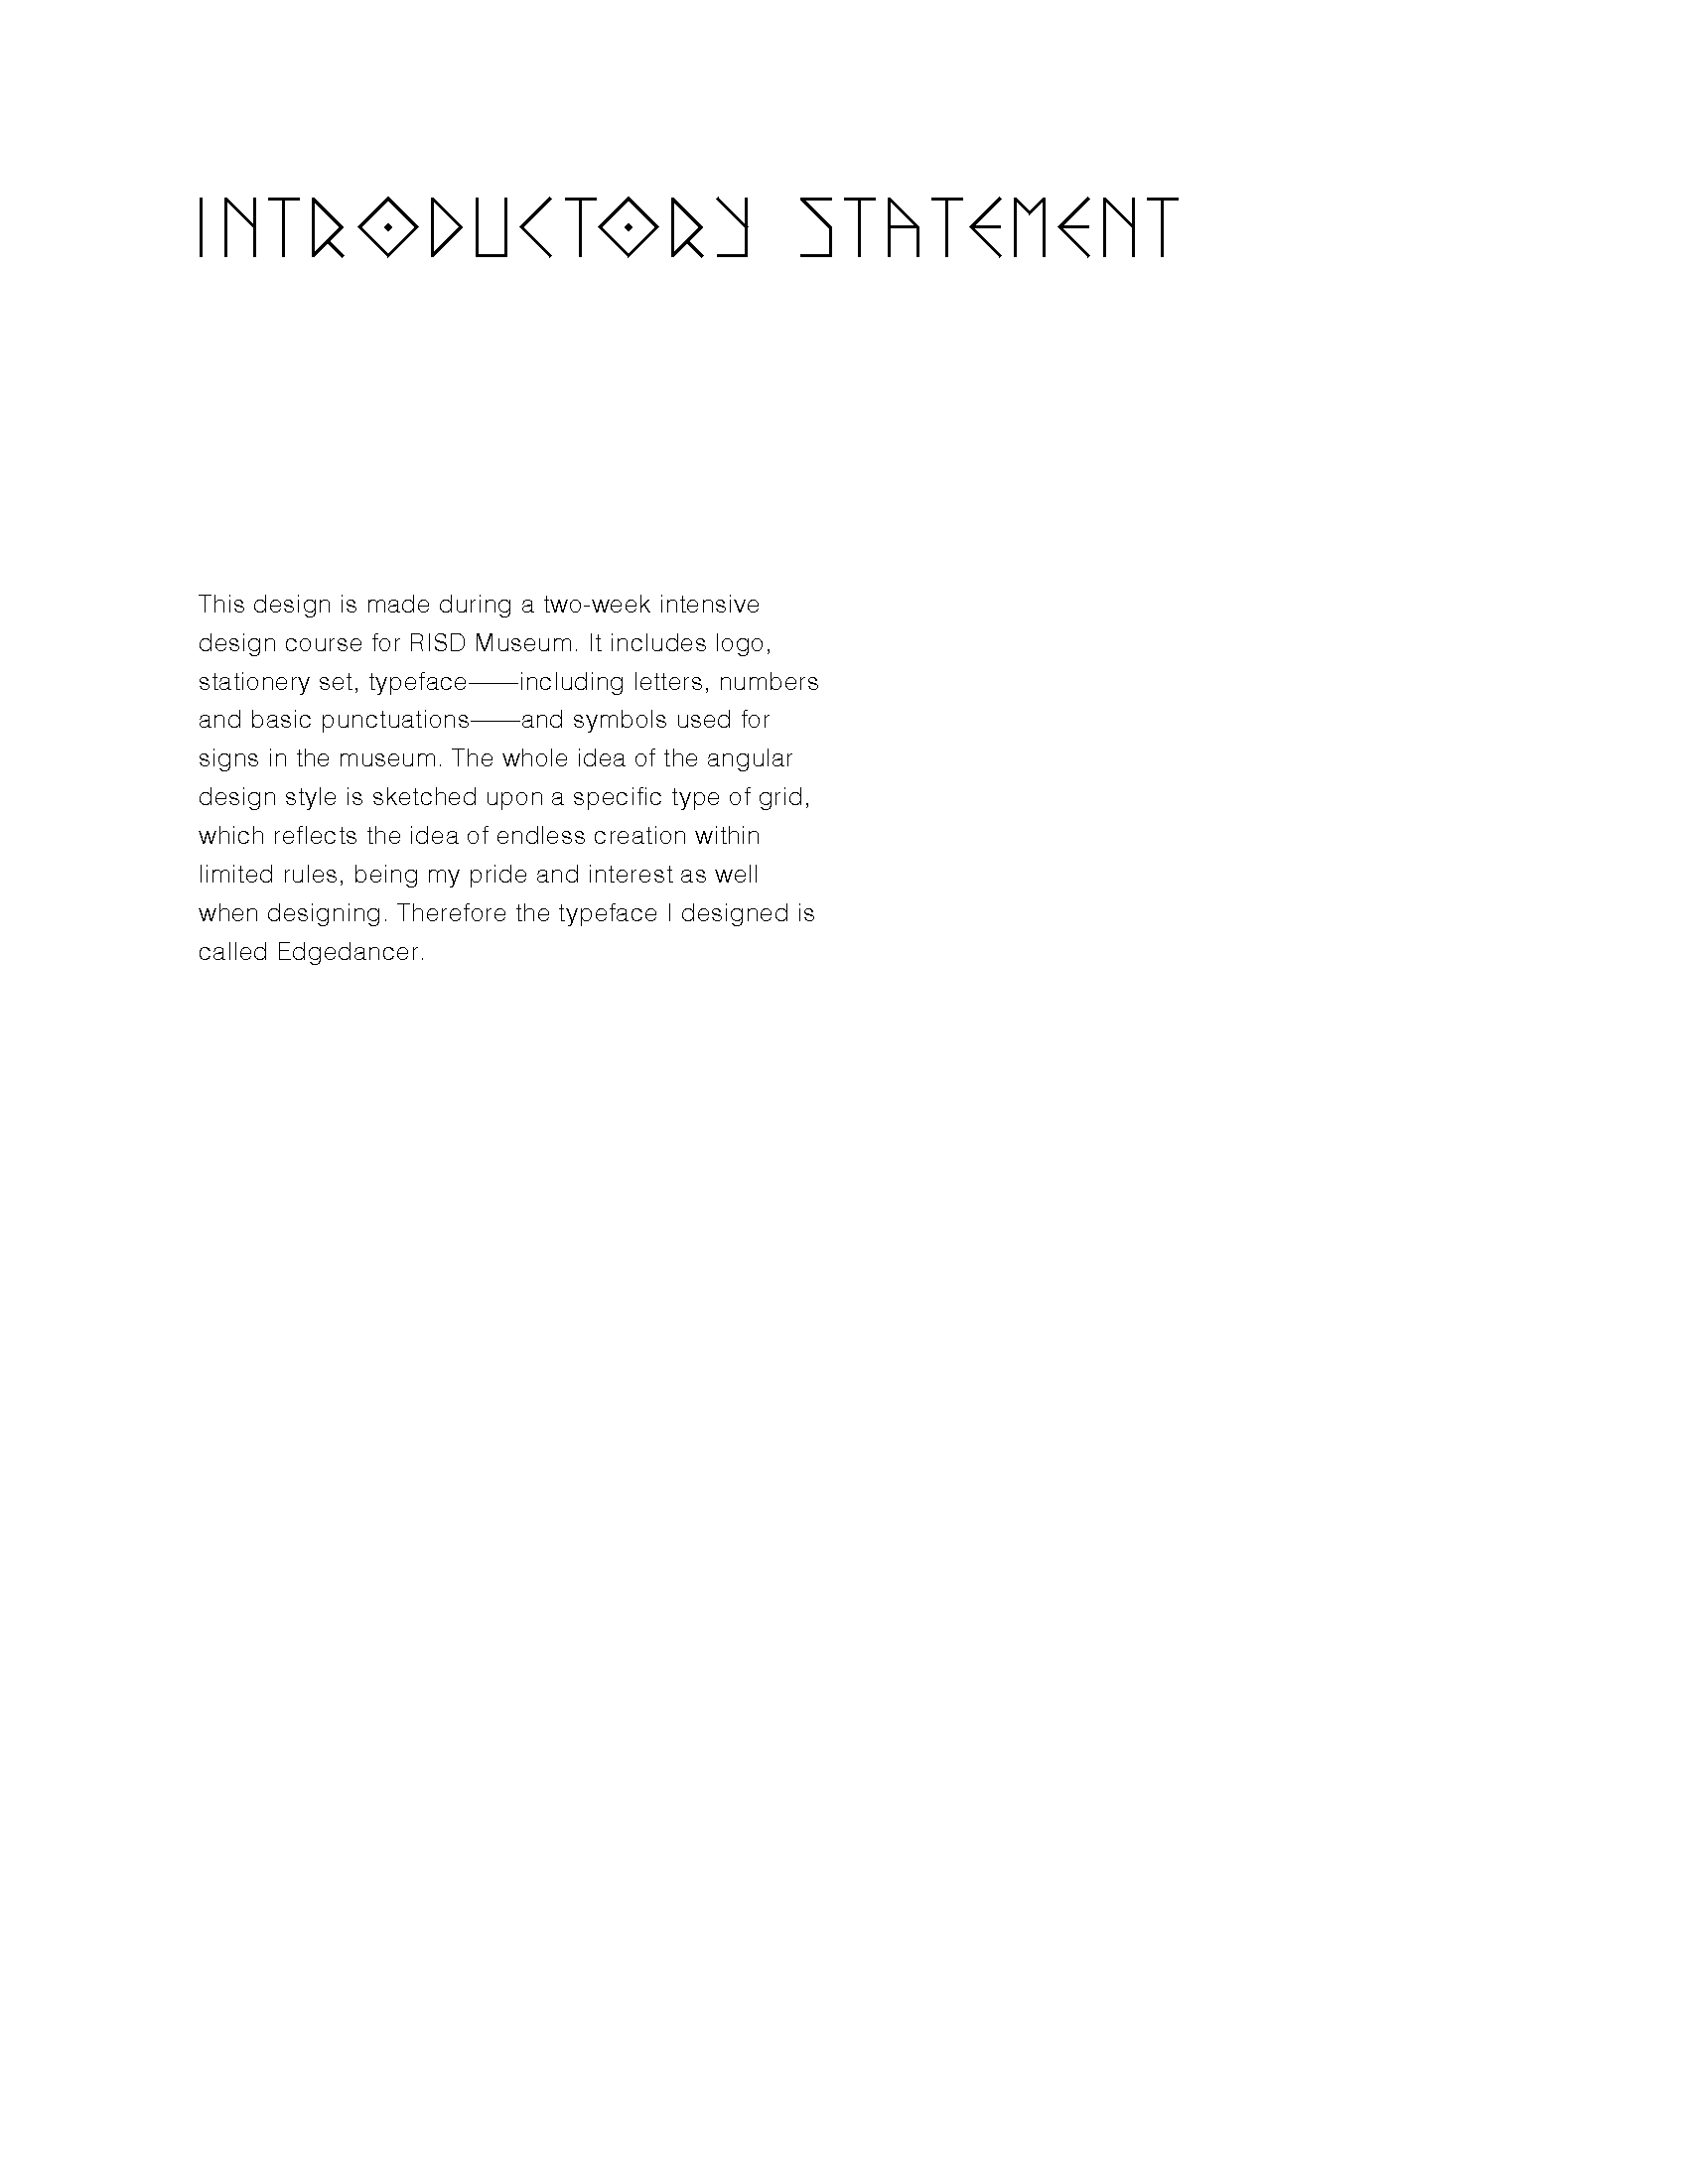 INTRODUCTORY STATEMENT
This design is made during a two-week intensive
design course for RISD Museum. It includes logo,
stationery set, typeface——including letters, numbers
and basic punctuations——and symbols used for
signs in the museum. The whole idea of the angular
design style is sketched upon a specific type of grid,
which reflects the idea of endless creation within
limited rules, being my pride and interest as well
when designing. Therefore the typeface I designed is
called Edgedancer.